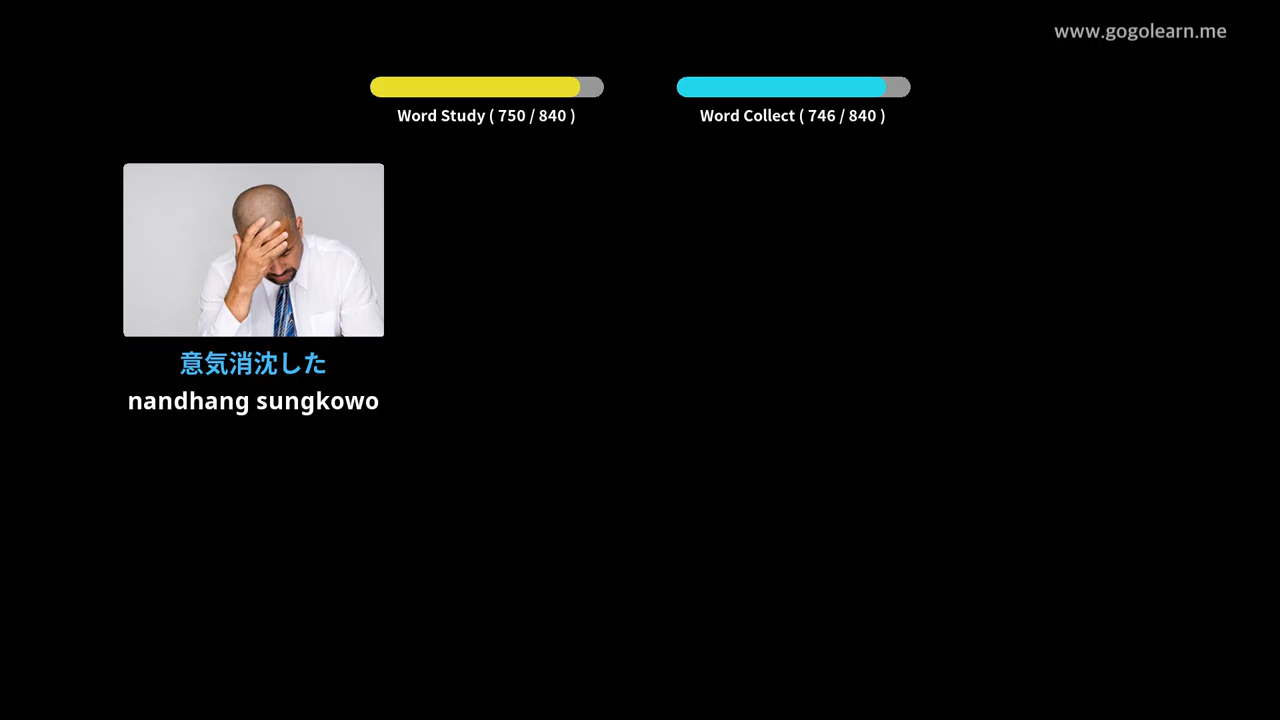 www.gogolearn.me
Word Study ( 750 / 840 )
Word Collect ( 746 / 840 )
意気消沈した
nandhang sungkowo